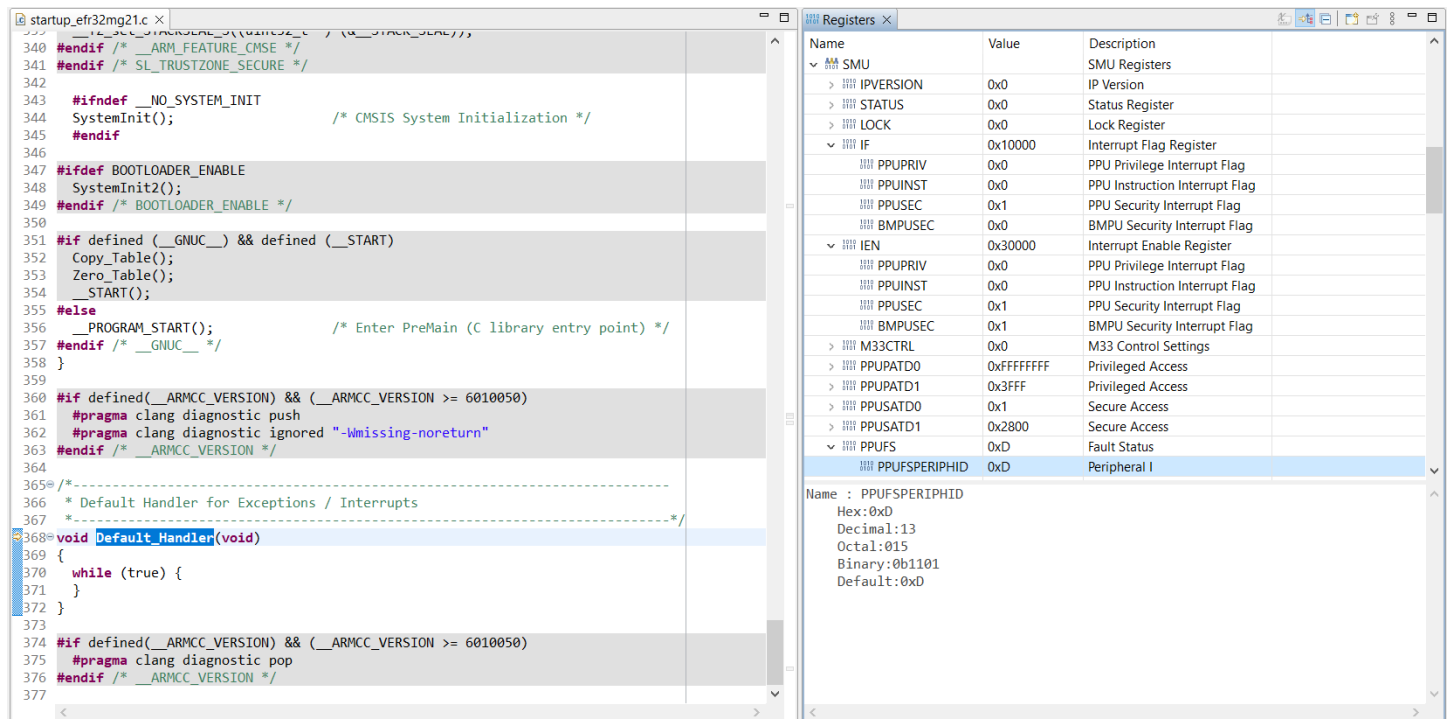 startup_efr32mg21.c
339 __TZ_set_STACKSEAL_S((uint32_t *) (&__STACK_SEAL));
340 #endif /* __ARM_FEATURE_CMSE */
341 #endif /* SL_TRUSTZONE_SECURE */
342
343 #ifndef __NO_SYSTEM_INIT
344 SystemInit(); /* CMSIS System Initialization */
345 #endif
346
347 #ifdef BOOTLOADER_ENABLE
348 SystemInit2();
349 #endif /* BOOTLOADER_ENABLE */
350
351 #if defined (__GNUC__) && defined (__START)
352 Copy_Table();
353 Zero_Table();
354 __START();
355 #else
356 __PROGRAM_START(); /* Enter PreMain (C library entry point) */
357 #endif /* __GNUC__ */
358 }
359
360 #if defined(__ARMCC_VERSION) && (__ARMCC_VERSION >= 6010050)
361 #pragma clang diagnostic push
362 #pragma clang diagnostic ignored "-Wmissing-noreturn"
363 #endif /* __ARMCC_VERSION */
364
365 /*---------------------------------------------------------------------------
366 * Default Handler for Exceptions / Interrupts
367 *---------------------------------------------------------------------------*/
368 void Default_Handler(void)
369 {
370 while (true) {
371 }
372 }
373
374 #if defined(__ARMCC_VERSION) && (__ARMCC_VERSION >= 6010050)
375 #pragma clang diagnostic pop
376 #endif /* __ARMCC_VERSION */
377
Registers
Name Value Description
SMU SMU Registers
IPVERSION 0x0 IP Version
STATUS 0x0 Status Register
LOCK 0x0 Lock Register
IF 0x10000 Interrupt Flag Register
PPUPRIV 0x0 PPU Privilege Interrupt Flag
PPUINST 0x0 PPU Instruction Interrupt Flag
PPUSEC 0x1 PPU Security Interrupt Flag
BMPUSEC 0x0 BMPU Security Interrupt Flag
IEN 0x30000 Interrupt Enable Register
PPUPRIV 0x0 PPU Privilege Interrupt Flag
PPUINST 0x0 PPU Instruction Interrupt Flag
PPUSEC 0x1 PPU Security Interrupt Flag
BMPUSEC 0x1 BMPU Security Interrupt Flag
M33CTRL 0x0 M33 Control Settings
PPUPATD0 0xFFFFFFFF Privileged Access
PPUPATD1 0x3FFF Privileged Access
PPUSATD0 0x1 Secure Access
PPUSATD1 0x2800 Secure Access
PPUFS 0xD Fault Status
PPUFSPERIPHID 0xD Peripheral I
Name : PPUFSPERIPHID
Hex:0xD
Decimal:13
Octal:015
Binary:0b1101
Default:0xD